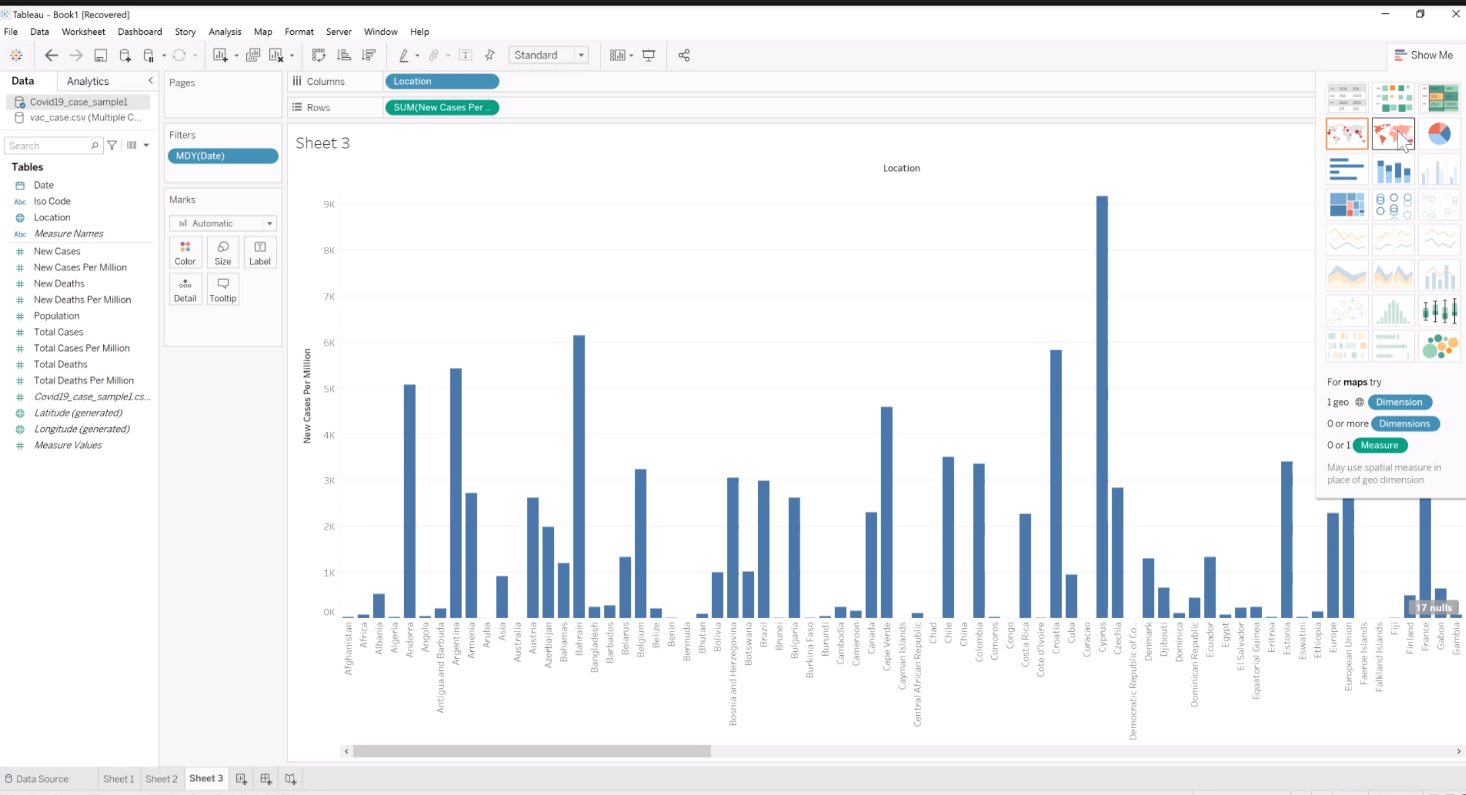 Tableau - Book1 [Recovered]
File Data Worksheet Dashboard Story Analysis Map Format Server Window Help
Standard
Show Me
Data Analytics
Covid19_case_sample1
vac_case.csv (Multiple C...
Search
Tables
Date
Abc Iso Code
Location
Abc Measure Names
# New Cases
# New Cases Per Million
# New Deaths
# New Deaths Per Million
# Population
# Total Cases
# Total Cases Per Million
# Total Deaths
# Total Deaths Per Million
# Covid19_case_sample1.cs...
Latitude (generated)
Longitude (generated)
# Measure Values
Pages
Filters
MDY(Date)
Marks
Automatic
Color Size Label
Detail Tooltip
Columns Location
Rows SUM(New Cases Per ..
Sheet 3
Location
New Cases Per Million
9K
8K
7K
6K
5K
4K
3K
2K
1K
0K
Afghanistan
Africa
Albania
Algeria
Andorra
Angola
Antigua and Barbuda
Argentina
Armenia
Aruba
Asia
Australia
Austria
Azerbaijan
Bahamas
Bahrain
Bangladesh
Barbados
Belarus
Belgium
Belize
Benin
Bermuda
Bhutan
Bolivia
Bosnia and Herzegovina
Botswana
Brazil
Brunei
Bulgaria
Burkina Faso
Burundi
Cambodia
Cameroon
Canada
Cape Verde
Cayman Islands
Central African Republic
Chad
Chile
China
Colombia
Comoros
Congo
Costa Rica
Cote d'Ivoire
Croatia
Cuba
Curacao
Cyprus
Czechia
Democratic Republic of Co..
Denmark
Djibouti
Dominica
Dominican Republic
Ecuador
Egypt
El Salvador
Equatorial Guinea
Eritrea
Estonia
Eswatini
Ethiopia
Europe
European Union
Faeroe Islands
Falkland Islands
Fiji
Finland
France
Gabon
Gambia
17 nulls
For maps try
1 geo Dimension
0 or more Dimensions
0 or 1 Measure
May use spatial measure in
place of geo dimension
Data Source Sheet 1 Sheet 2 Sheet 3